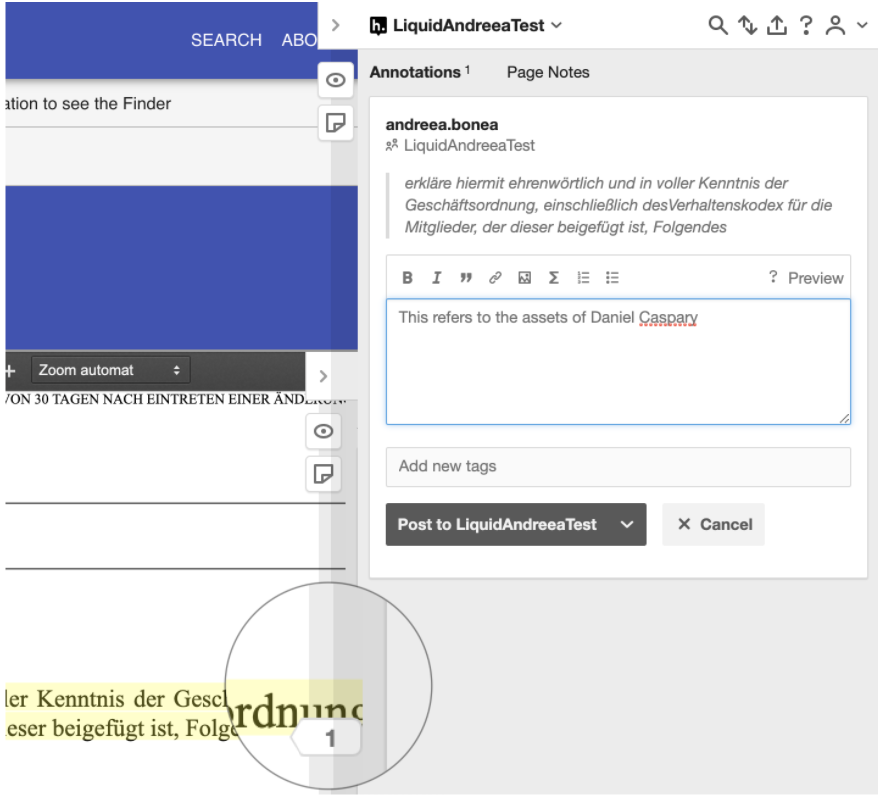 SEARCH ABO
ation to see the Finder
Zoom automat
VON 30 TAGEN NACH EINTRETEN EINER
ler Kenntnis der Gesch
ordnung
ieser beigefügt ist, Folge
1
h. LiquidAndreeaTest
?
Annotations 1 Page Notes
andreea.bonea
LiquidAndreeaTest
erkläre hiermit ehrenwörtlich und in voller Kenntnis der
Geschäftsordnung, einschließlich desVerhaltenskodex für die
Mitglieder, der dieser beigefügt ist, Folgendes
B I ” Σ ? Preview
This refers to the assets of Daniel Caspary
Add new tags
Post to LiquidAndreeaTest
× Cancel